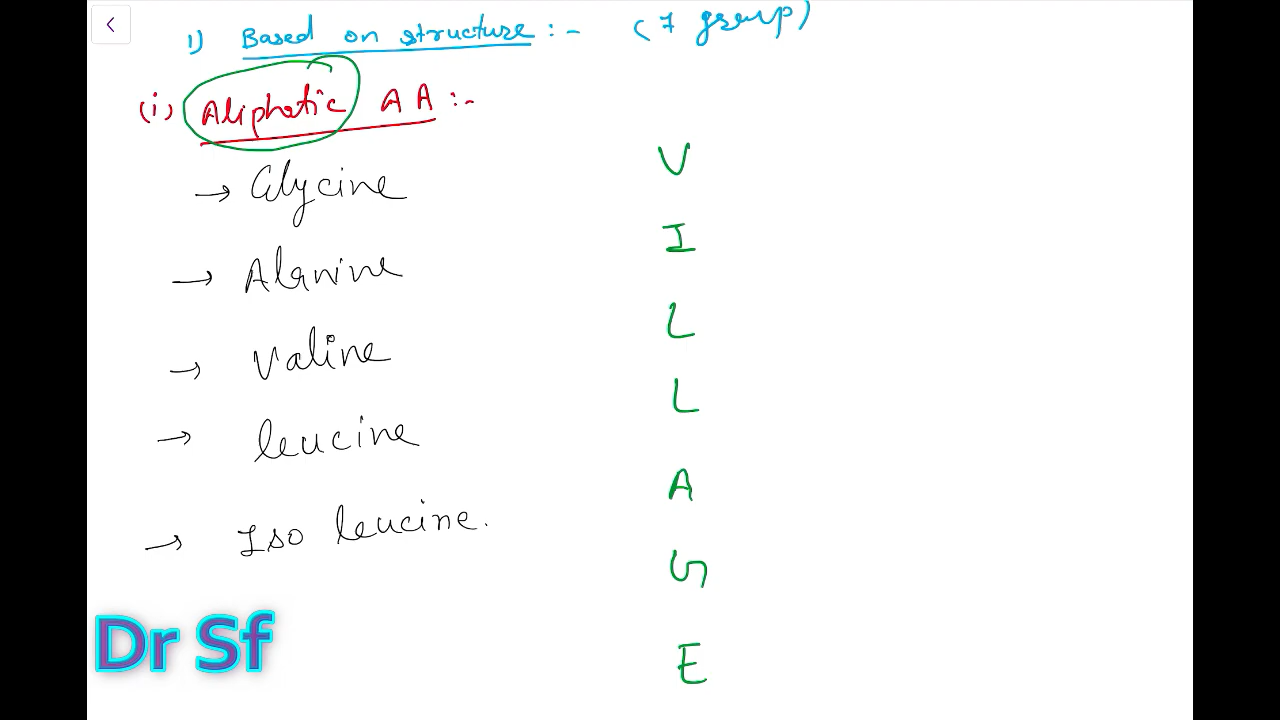 1) Based on structure :- (7 group)
(i) Aliphatic AA :-
→ Glycine
→ Alanine
→ Valine
→ leucine
→ Iso leucine.
V
I
L
L
A
G
E
Dr Sf